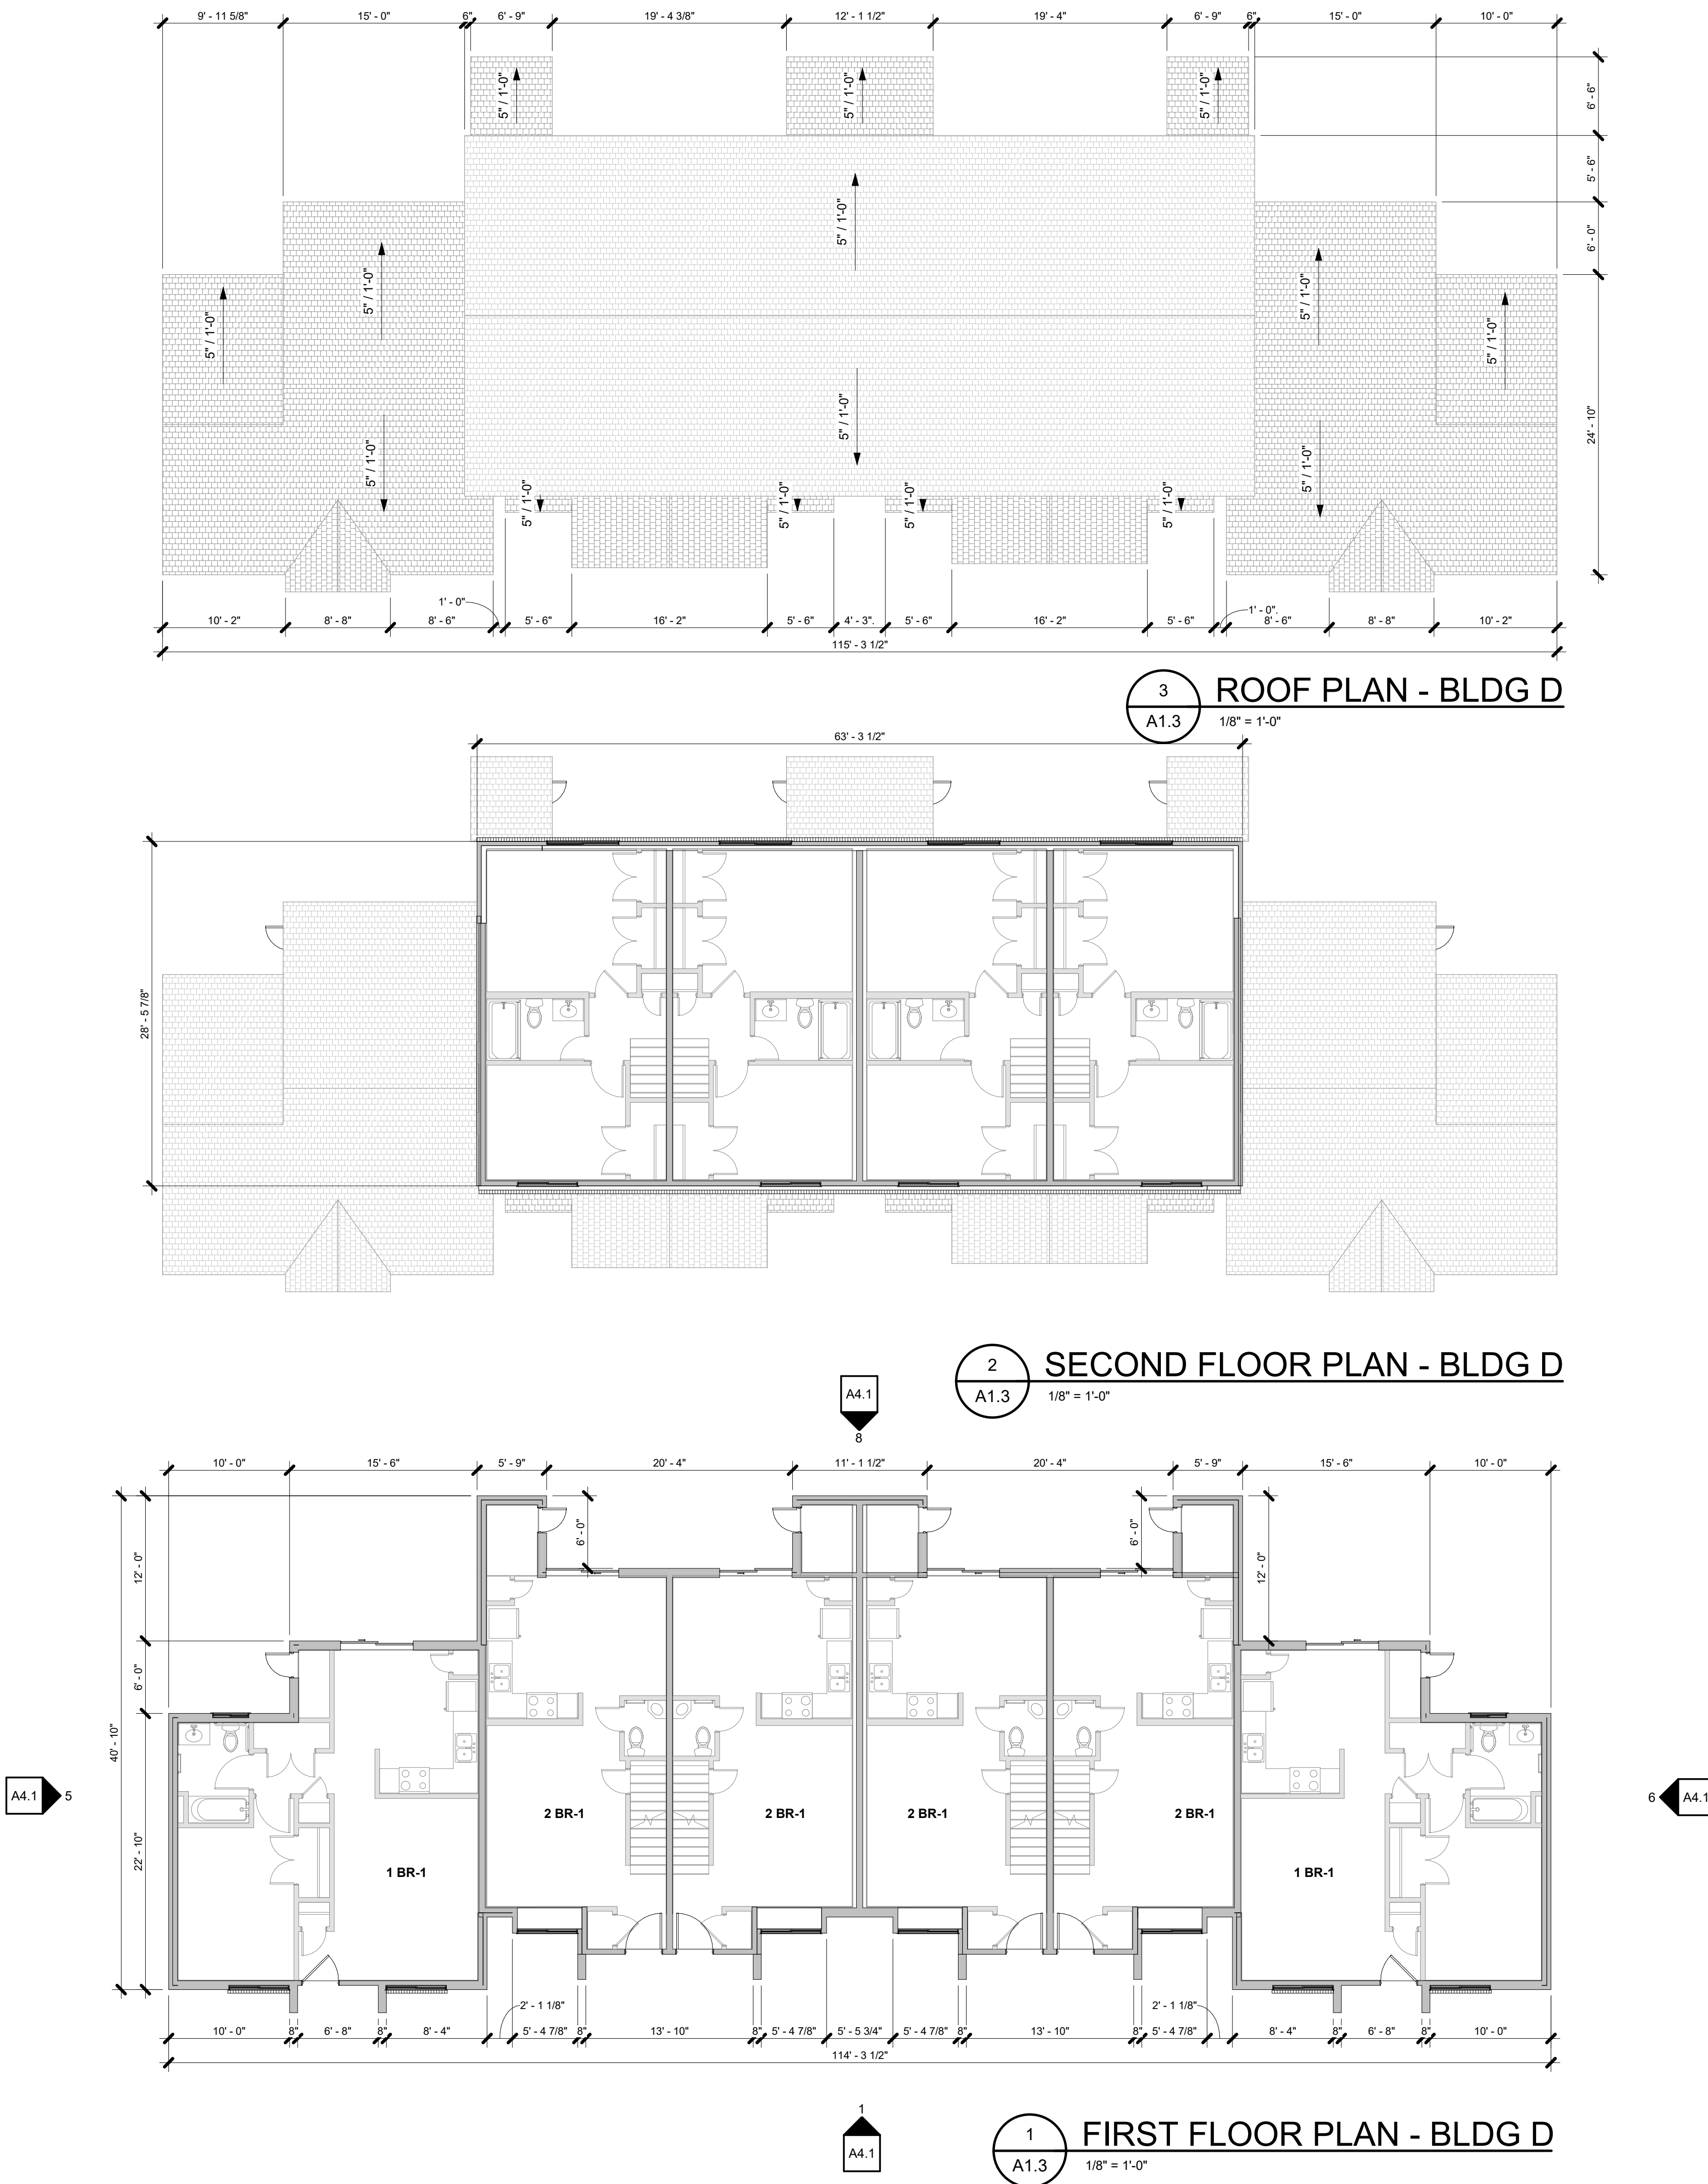 9' - 11 5/8" 15' - 0" 6" 6' - 9" 19' - 4 3/8" 12' - 1 1/2" 19' - 4" 6' - 9" 6" 15' - 0" 10' - 0"
5" / 1'-0" 5" / 1'-0" 5" / 1'-0"
6' - 6"
5' - 6"
5" / 1'-0"
6' - 0"
5" / 1'-0" 5" / 1'-0"
5" / 1'-0" 5" / 1'-0"
5" / 1'-0"
24' - 10"
5" / 1'-0" 5" / 1'-0"
5" / 1'-0" 5" / 1'-0" 5" / 1'-0" 5" / 1'-0"
1' - 0" 1' - 0".
10' - 2" 8' - 8" 8' - 6" 5' - 6" 16' - 2" 5' - 6" 4' - 3". 5' - 6" 16' - 2" 5' - 6" 8' - 6" 8' - 8" 10' - 2"
115' - 3 1/2"
3
A1.3
ROOF PLAN - BLDG D
1/8" = 1'-0"
63' - 3 1/2"
28' - 5 7/8"
2
A1.3
SECOND FLOOR PLAN - BLDG D
1/8" = 1'-0"
A4.1
8
10' - 0" 15' - 6" 5' - 9" 20' - 4" 11' - 1 1/2" 20' - 4" 5' - 9" 15' - 6" 10' - 0"
6' - 0" 6' - 0"
12' - 0" 12' - 0"
6' - 0"
40' - 10"
22' - 10"
A4.1 5
6 A4.1
2 BR-1 2 BR-1 2 BR-1 2 BR-1
1 BR-1 1 BR-1
2' - 1 1/8" 2' - 1 1/8"
10' - 0" 8" 6' - 8" 8" 8' - 4" 5' - 4 7/8" 8" 13' - 10" 8" 5' - 4 7/8" 5' - 5 3/4" 5' - 4 7/8" 8" 13' - 10" 8" 5' - 4 7/8" 8' - 4" 8" 6' - 8" 8" 10' - 0"
114' - 3 1/2"
1
A4.1
1
A1.3
FIRST FLOOR PLAN - BLDG D
1/8" = 1'-0"